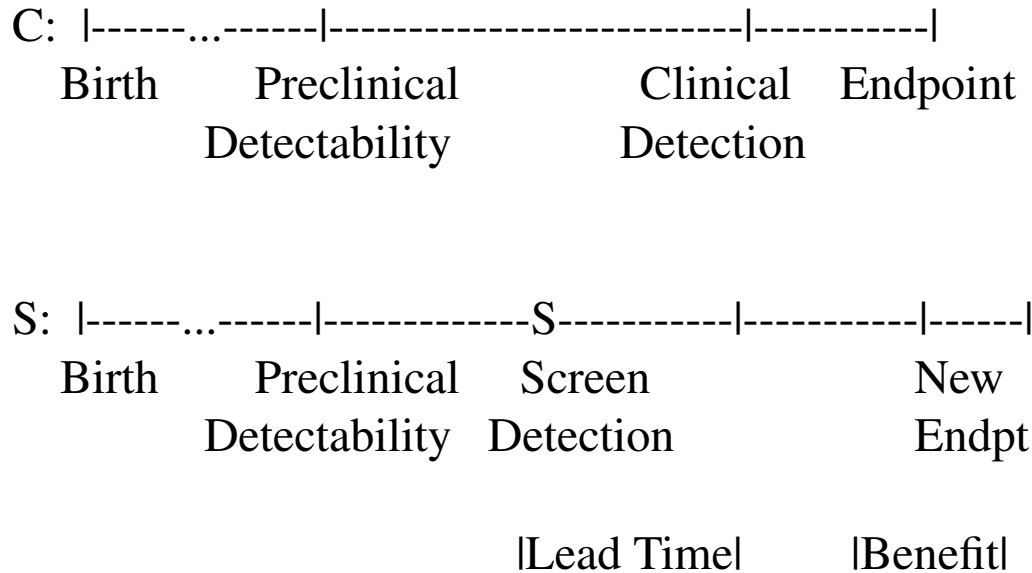 C: |------...------|--------------------------|-----------|
Birth Preclinical Clinical Endpoint
Detectability Detection
S: |------...------|-------------S-----------|-----------|------|
Birth Preclinical Screen New
Detectability Detection Endpt
|Lead Time| |Benefit|